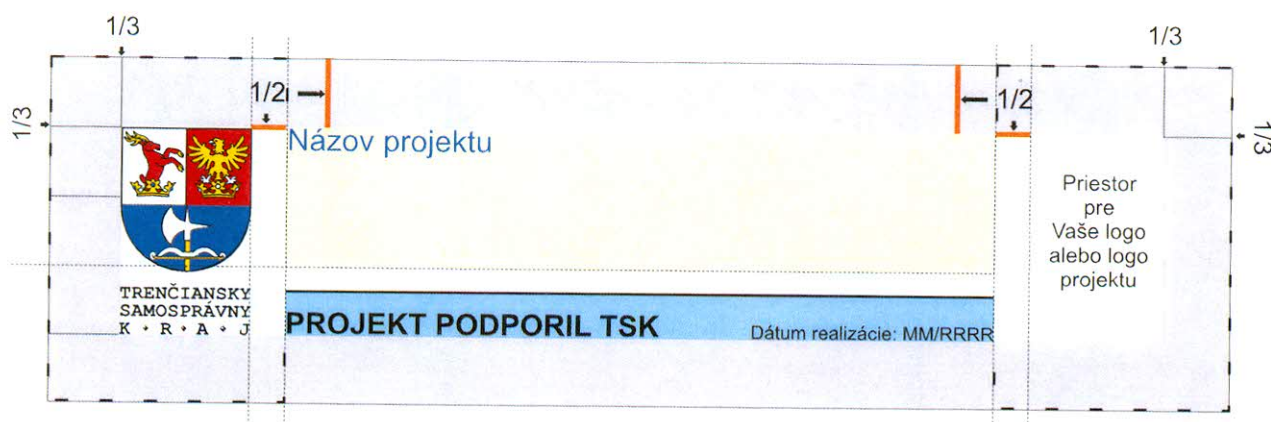 1/3
1/3
1/2
1/2
1/3
1/3
Názov projektu
Priestor
pre
Vaše logo
alebo logo
projektu
TRENČIANSKY
SAMOSPRÁVNY
K • R • A • J
PROJEKT PODPORIL TSK
Dátum realizácie: MM/RRRR